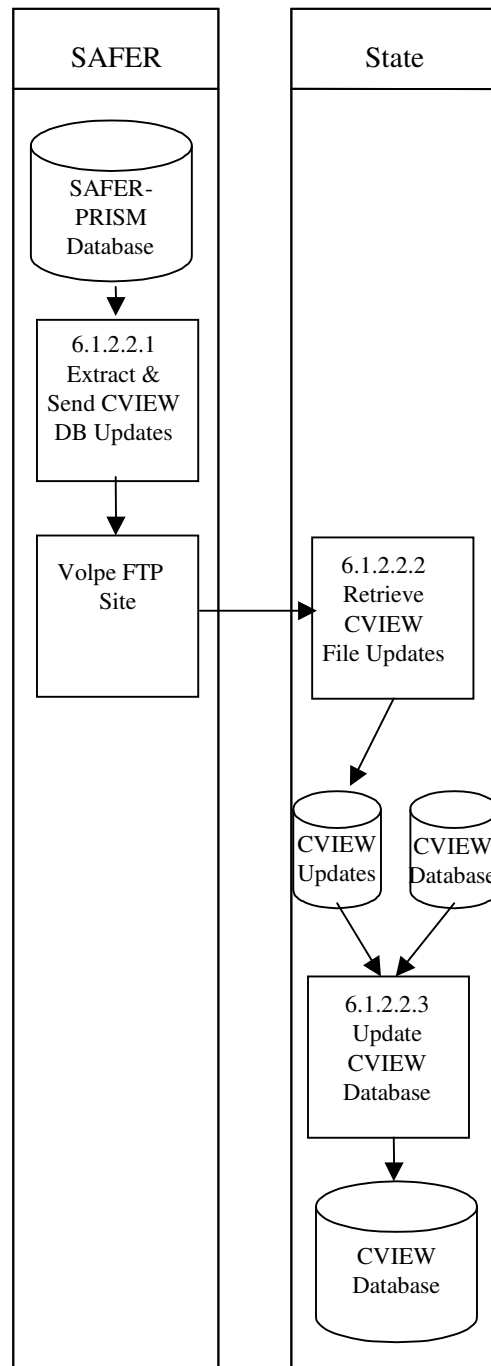 SAFER
State
SAFER-
PRISM
Database
6.1.2.2.1
Extract &
Send CVIEW
DB Updates
Volpe FTP
Site
6.1.2.2.2
Retrieve
CVIEW
File Updates
CVIEW
Updates
CVIEW
Database
6.1.2.2.3
Update
CVIEW
Database
CVIEW
Database